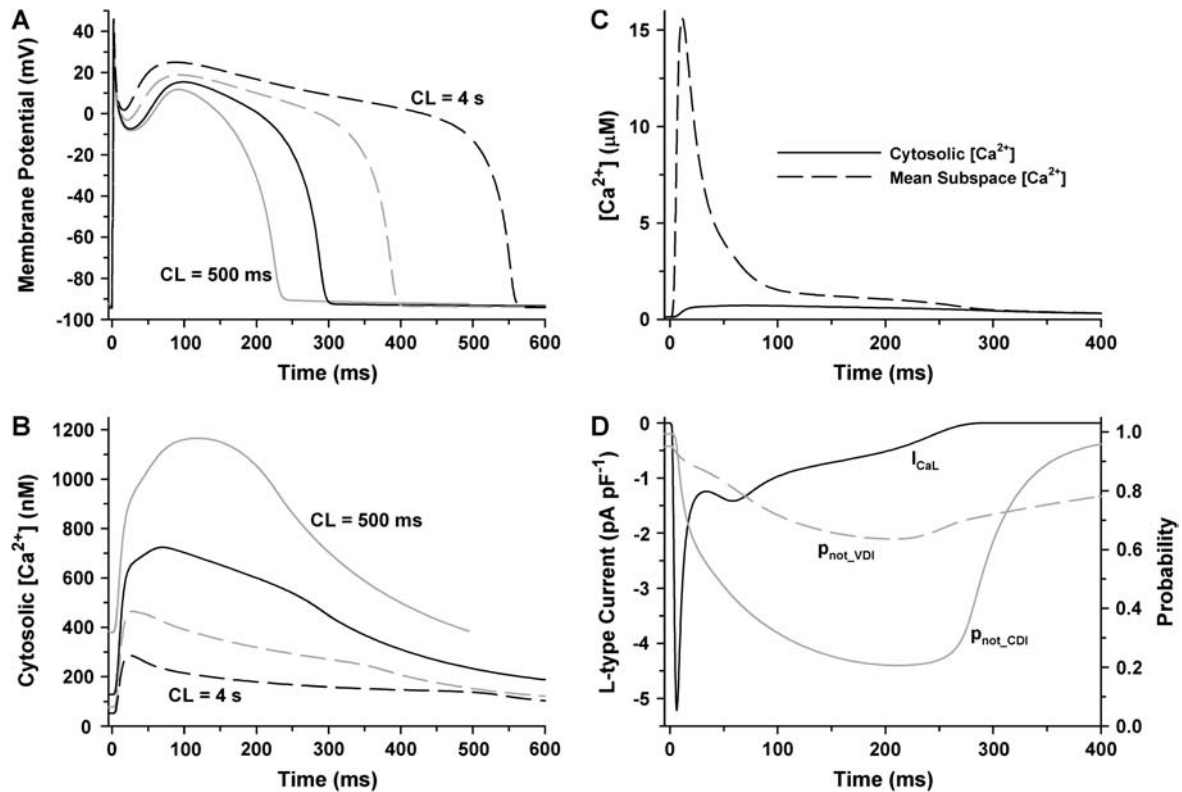 A
Membrane Potential (mV)
40
20
0
-20
-40
-60
-80
-100
CL = 4 s
CL = 500 ms
0 100 200 300 400 500 600
Time (ms)
C
[Ca²⁺] (μM)
15
10
5
0
Cytosolic [Ca²⁺]
Mean Subspace [Ca²⁺]
0 100 200 300 400
Time (ms)
B
Cytosolic [Ca²⁺] (nM)
1200
1000
800
600
400
200
0
CL = 500 ms
CL = 4 s
0 100 200 300 400 500 600
Time (ms)
D
L-type Current (pA pF⁻¹)
0
-1
-2
-3
-4
-5
I_CaL
p_not_VDI
p_not_CDI
1.0
0.8
0.6
0.4
0.2
0.0
Probability
0 100 200 300 400
Time (ms)